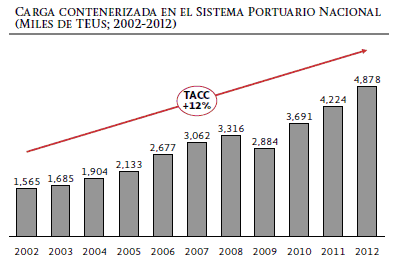 CARGA CONTENERIZADA EN EL SISTEMA PORTUARIO NACIONAL
(MILES DE TEUS; 2002-2012)
TACC
+12%
1,565 1,685 1,904 2,133 2,677 3,062 3,316 2,884 3,691 4,224 4,878
2002 2003 2004 2005 2006 2007 2008 2009 2010 2011 2012